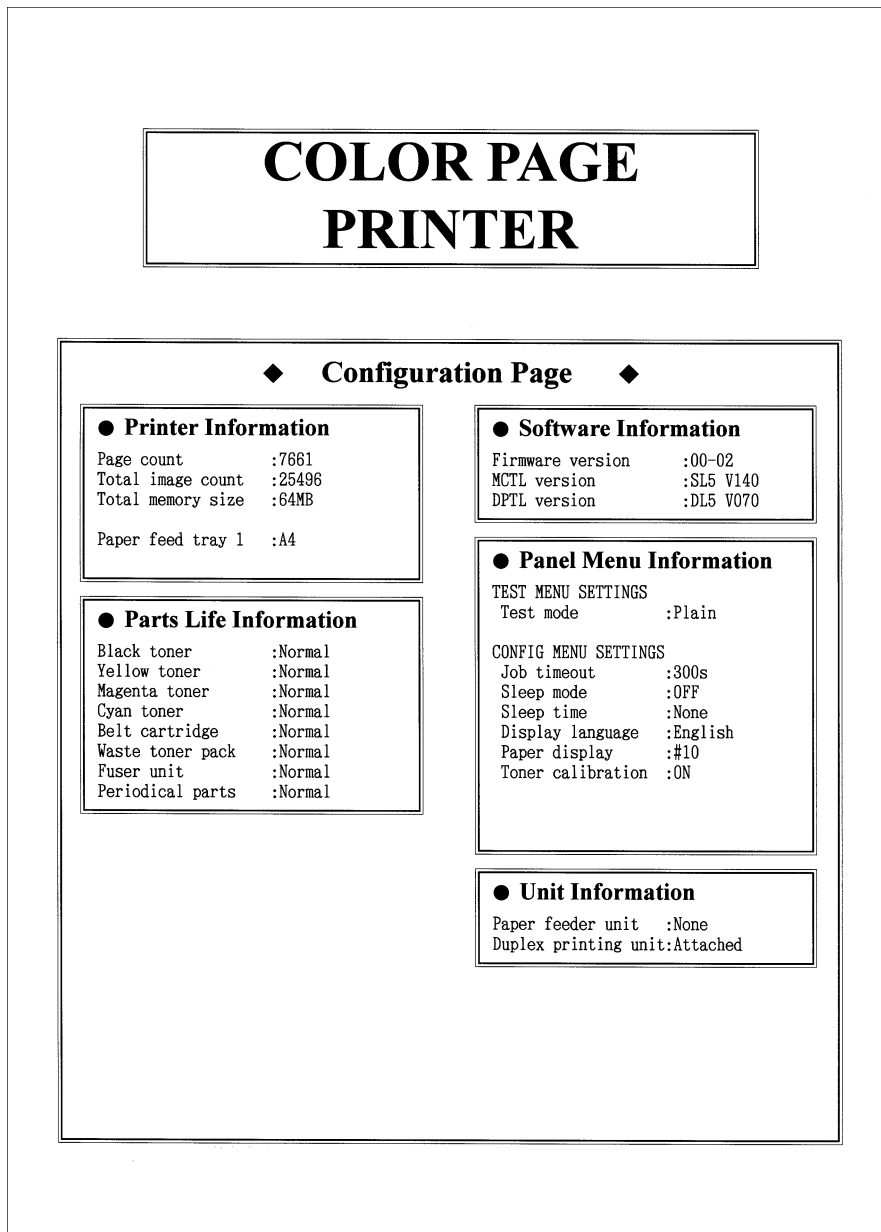 COLOR PAGE
PRINTER
◆ Configuration Page ◆
● Printer Information
Page count :7661
Total image count :25496
Total memory size :64MB
Paper feed tray 1 :A4
● Parts Life Information
Black toner :Normal
Yellow toner :Normal
Magenta toner :Normal
Cyan toner :Normal
Belt cartridge :Normal
Waste toner pack :Normal
Fuser unit :Normal
Periodical parts :Normal
● Software Information
Firmware version :00-02
MCTL version :SL5 V140
DPTL version :DL5 V070
● Panel Menu Information
TEST MENU SETTINGS
Test mode :Plain
CONFIG MENU SETTINGS
Job timeout :300s
Sleep mode :OFF
Sleep time :None
Display language :English
Paper display :#10
Toner calibration :ON
● Unit Information
Paper feeder unit :None
Duplex printing unit:Attached